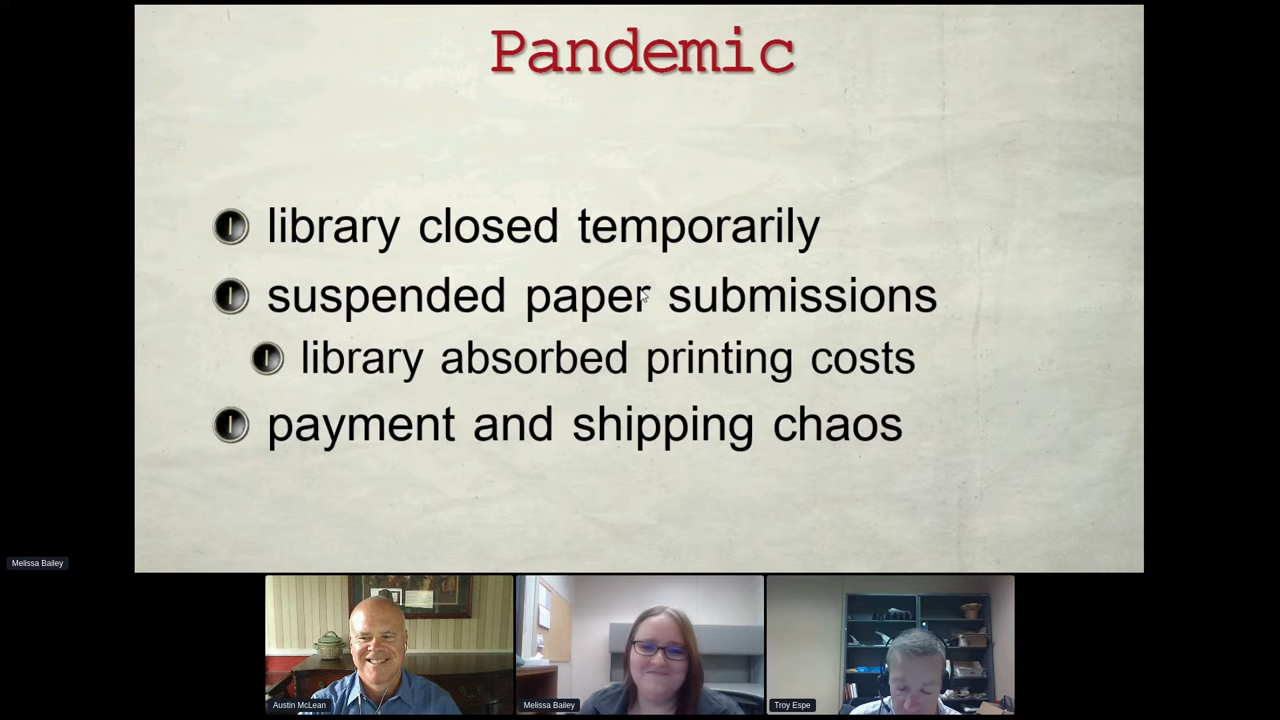 Pandemic
library closed temporarily
suspended paper submissions
library absorbed printing costs
payment and shipping chaos
Melissa Bailey
Austin McLean
Melissa Bailey
Troy Espe